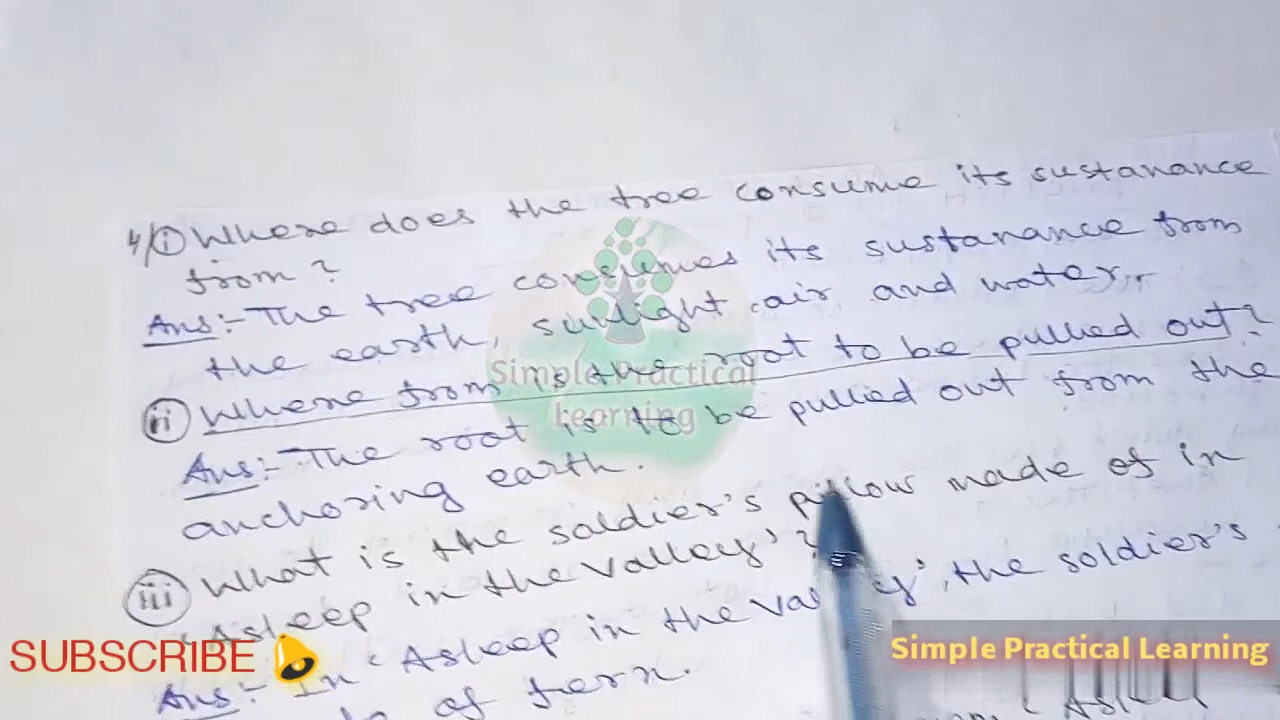 4/(i) Where does the tree consume its sustanance
from?
Ans:- The tree consumes its sustanance from
the earth, sunlight, air and water.
(ii) Where from is the root to be pulled out?
Ans:- The root is to be pulled out from the
anchoring earth.
(iii) What is the soldier's pillow made of in
'Asleep in the Valley'?
Ans:- In 'Asleep in the Valley', the soldier's
of fern.
Simple Practical
Learning
SUBSCRIBE
Simple Practical Learning